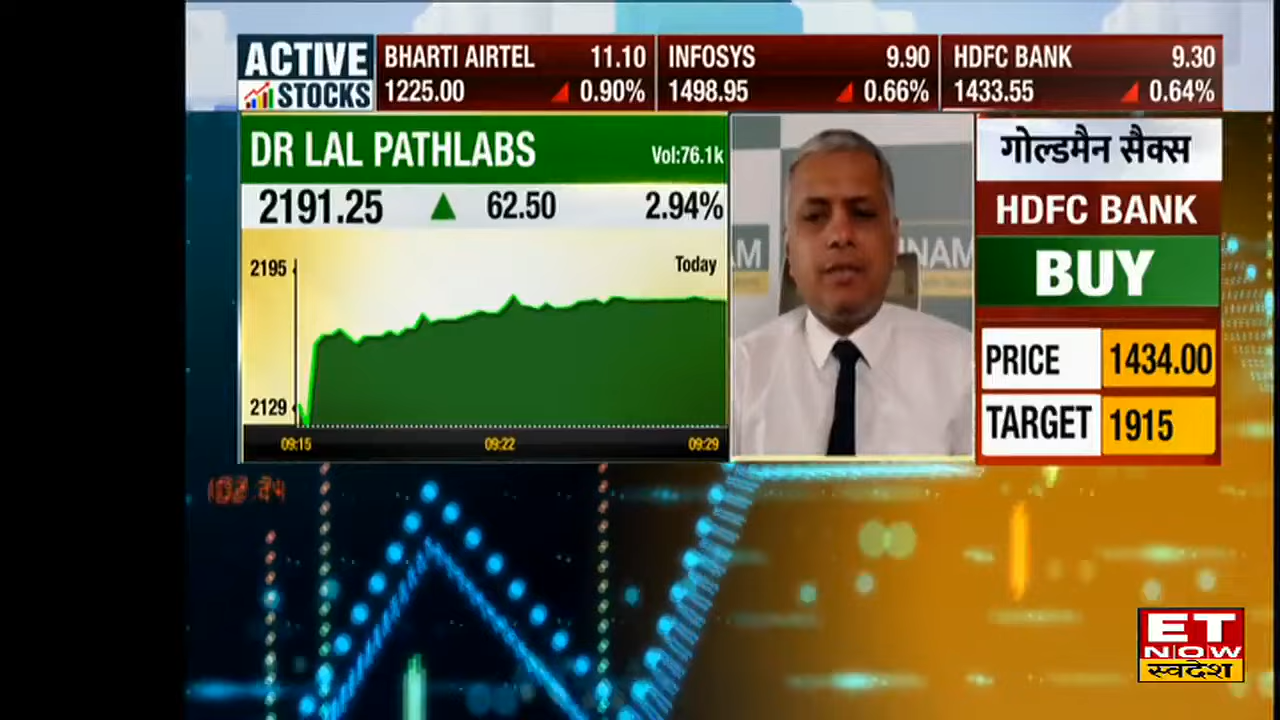 ACTIVE STOCKS
BHARTI AIRTEL 11.10
1225.00 0.90%
INFOSYS 9.90
1498.95 0.66%
HDFC BANK 9.30
1433.55 0.64%
DR LAL PATHLABS Vol:76.1k
2191.25 62.50 2.94%
2195
Today
2129
09:15 09:22 09:29
AM
UNAM
गोल्डमैन सैक्स
HDFC BANK
BUY
PRICE 1434.00
TARGET 1915
ET
NOW
स्वदेश